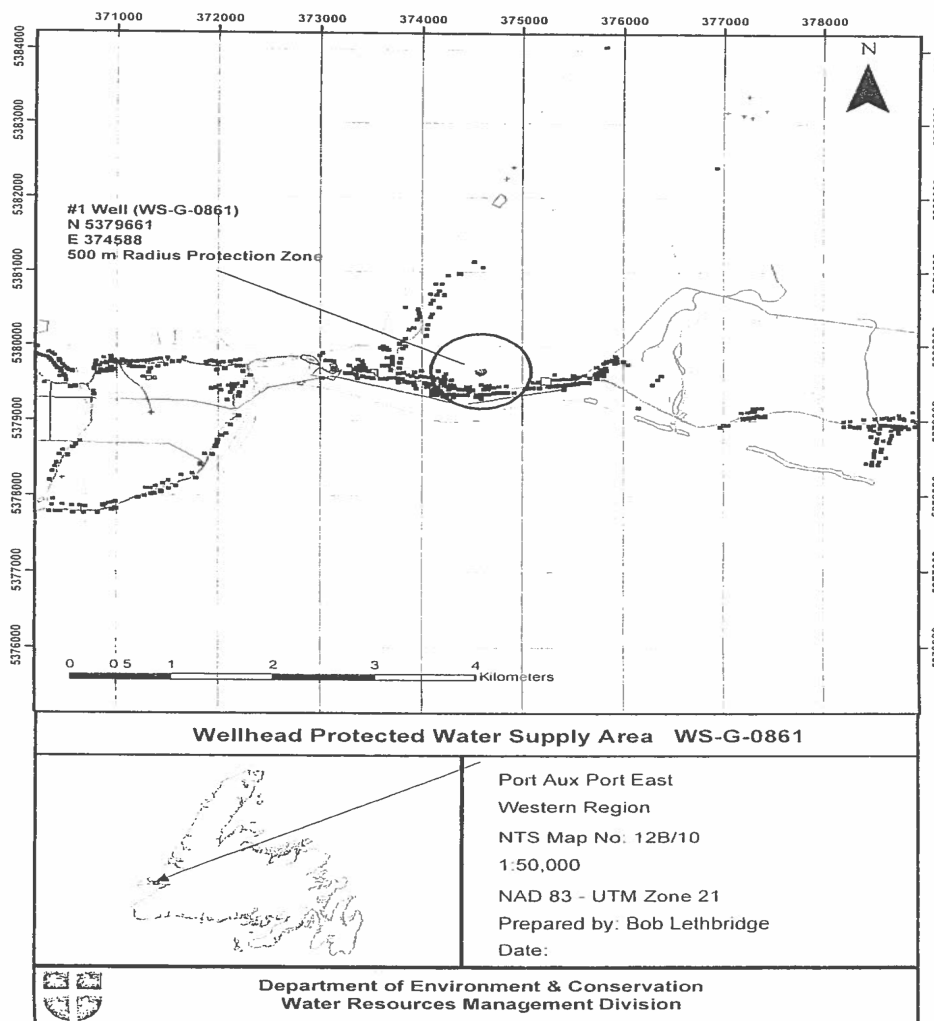 371000 372000 373000 374000 375000 376000 377000 378000
5384000
5383000
5382000
5381000
5380000
5379000
5378000
5377000
5376000
N
#1 Well (WS-G-0861)
N 5379661
E 374588
500 m Radius Protection Zone
0 0 5 1 2 3 4
Kilometers
Wellhead Protected Water Supply Area WS-G-0861
Port Aux Port East
Western Region
NTS Map No: 12B/10
1:50,000
NAD 83 - UTM Zone 21
Prepared by: Bob Lethbridge
Date:
Department of Environment & Conservation
Water Resources Management Division